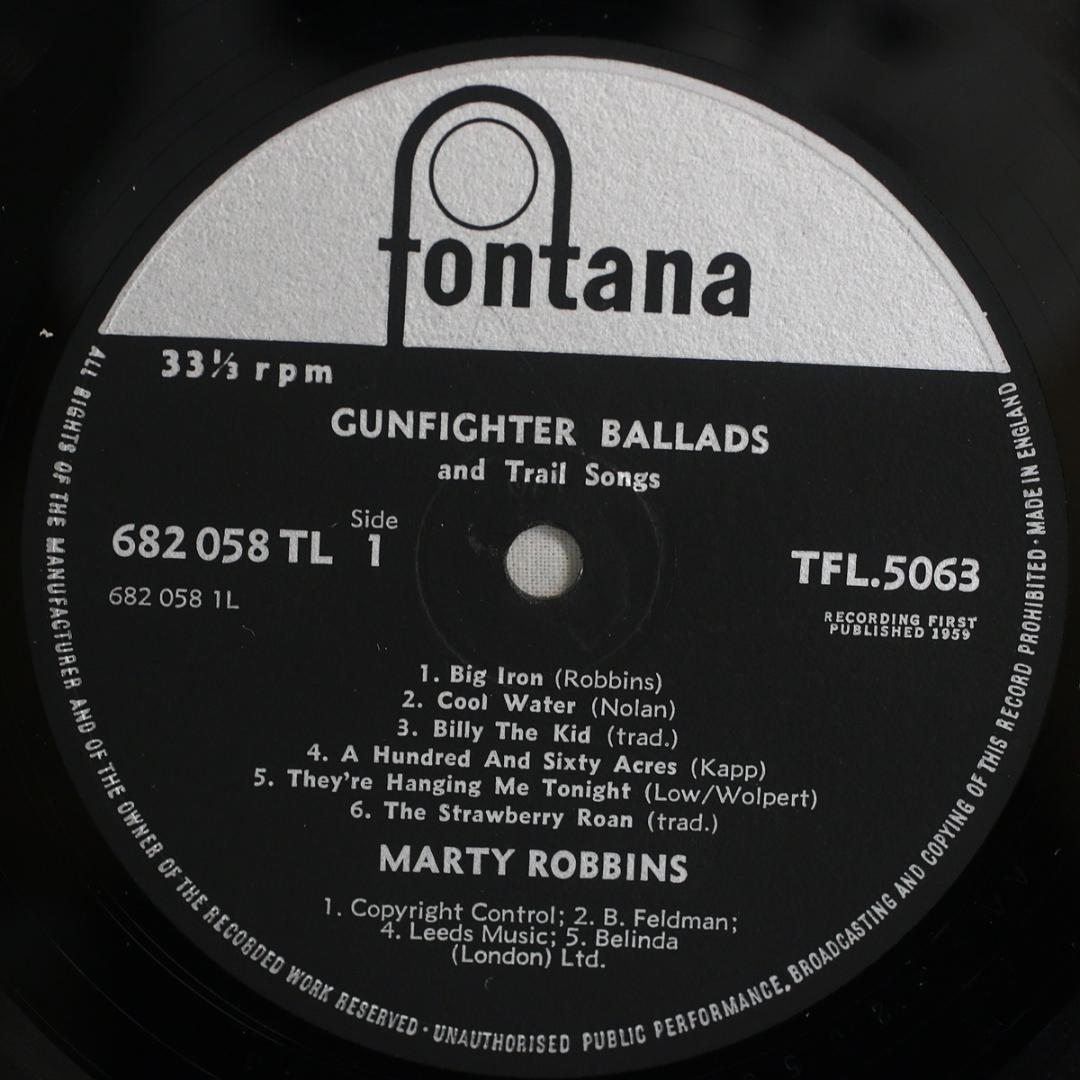 fontana
33⅓ rpm
GUNFIGHTER BALLADS
and Trail Songs
Side
682 058 TL 1
682 058 1L
TFL.5063
RECORDING FIRST
PUBLISHED 1959
1. Big Iron (Robbins)
2. Cool Water (Nolan)
3. Billy The Kid (trad.)
4. A Hundred And Sixty Acres (Kapp)
5. They're Hanging Me Tonight (Low/Wolpert)
6. The Strawberry Roan (trad.)
MARTY ROBBINS
1. Copyright Control; 2. B. Feldman;
4. Leeds Music; 5. Belinda
(London) Ltd.
ALL RIGHTS OF THE MANUFACTURER AND OF THE OWNER OF THE RECORDED WORK RESERVED · UNAUTHORISED PUBLIC PERFORMANCE, BROADCASTING AND COPYING OF THIS RECORD PROHIBITED · MADE IN ENGLAND